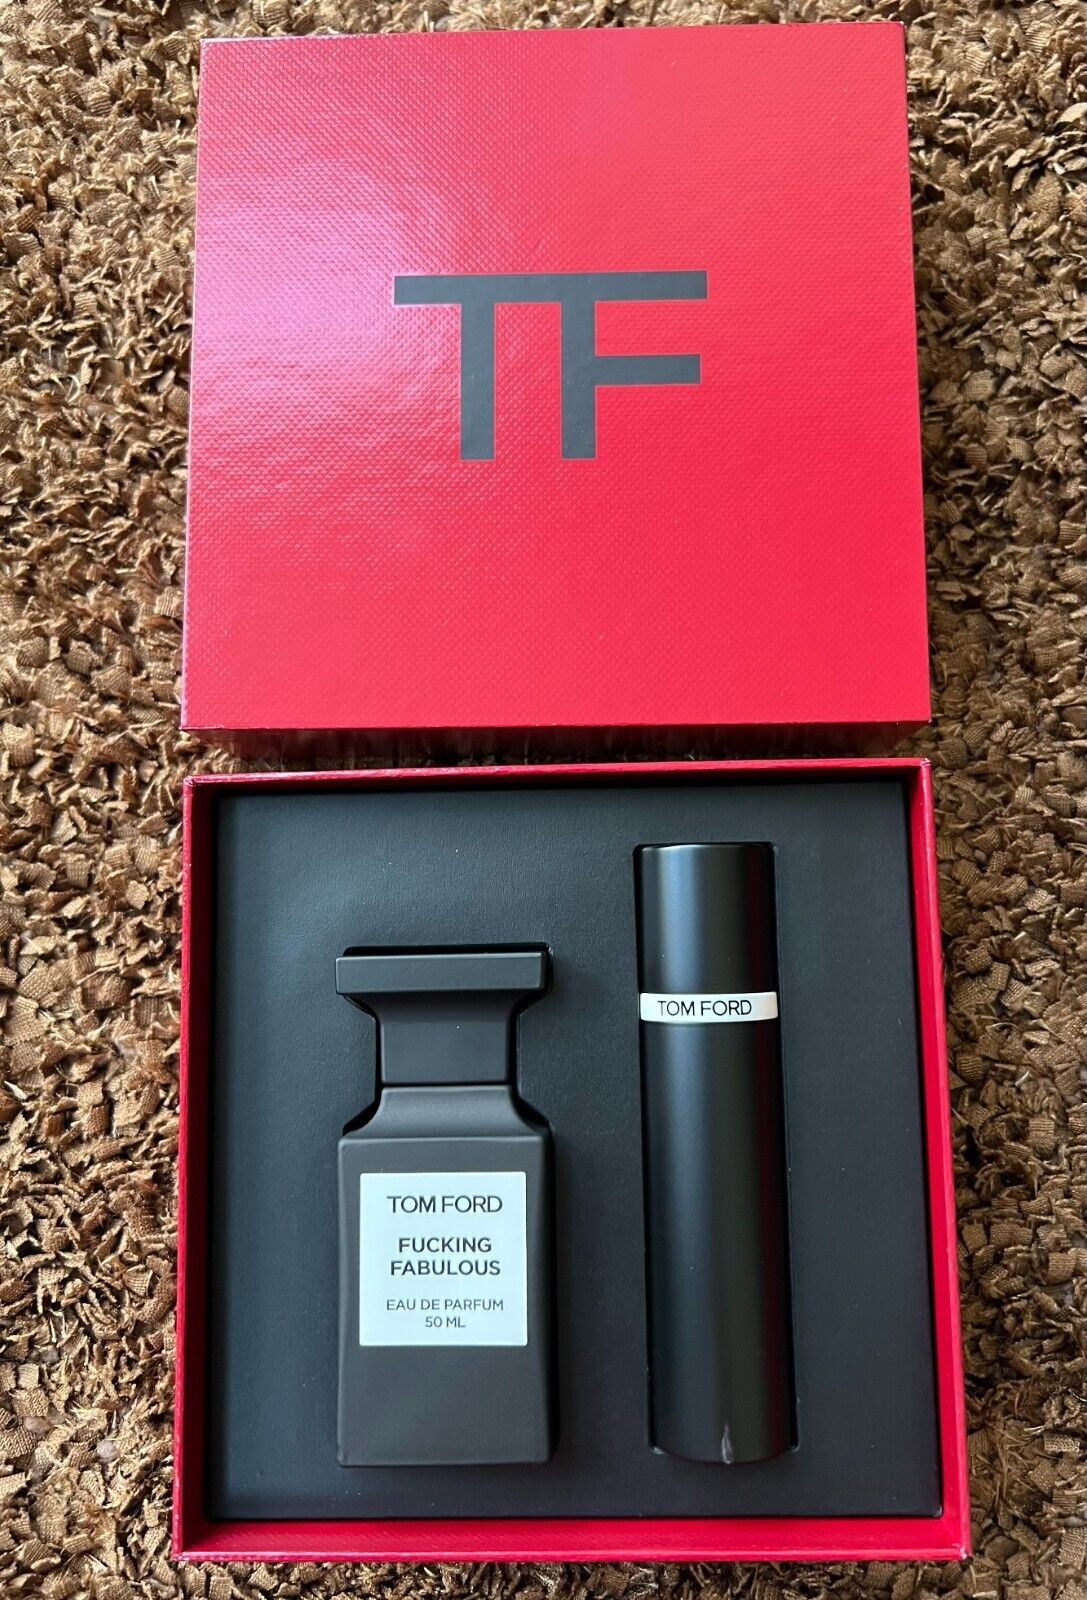 TF
TOM FORD
TOM FORD
FUCKING
FABULOUS
EAU DE PARFUM
50 ML